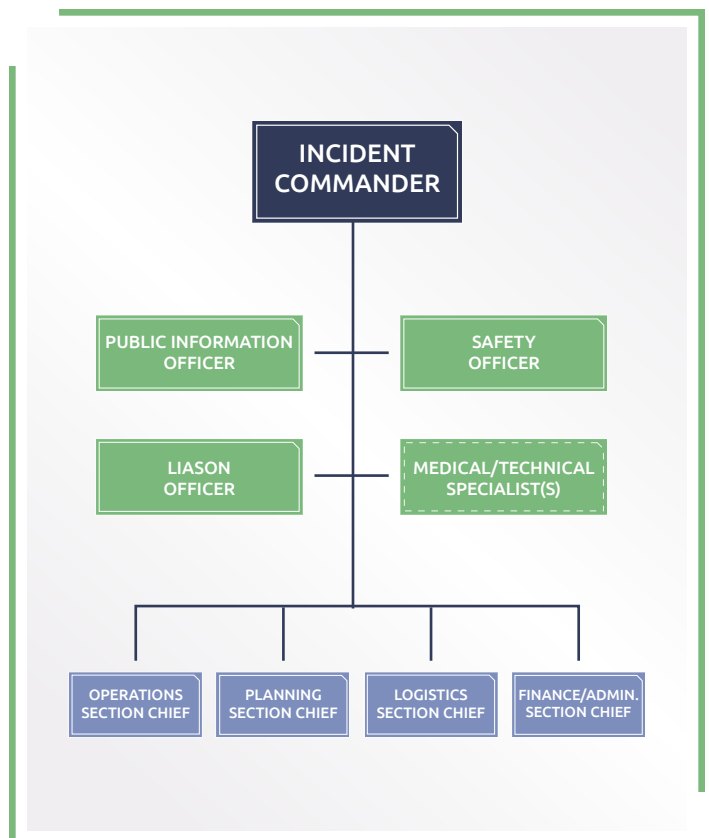 INCIDENT
COMMANDER
PUBLIC INFORMATION
OFFICER
SAFETY
OFFICER
LIASON
OFFICER
MEDICAL/TECHNICAL
SPECIALIST(S)
OPERATIONS
SECTION CHIEF
PLANNING
SECTION CHIEF
LOGISTICS
SECTION CHIEF
FINANCE/ADMIN.
SECTION CHIEF